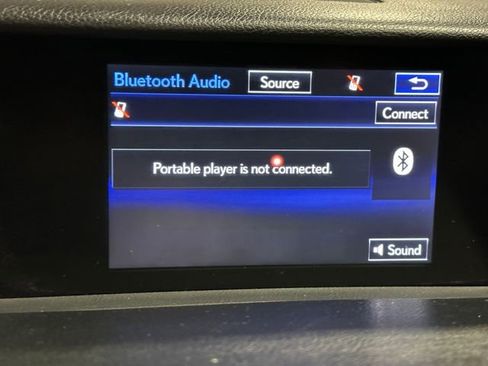 Bluetooth Audio Source
Connect
Portable player is not connected.
Sound